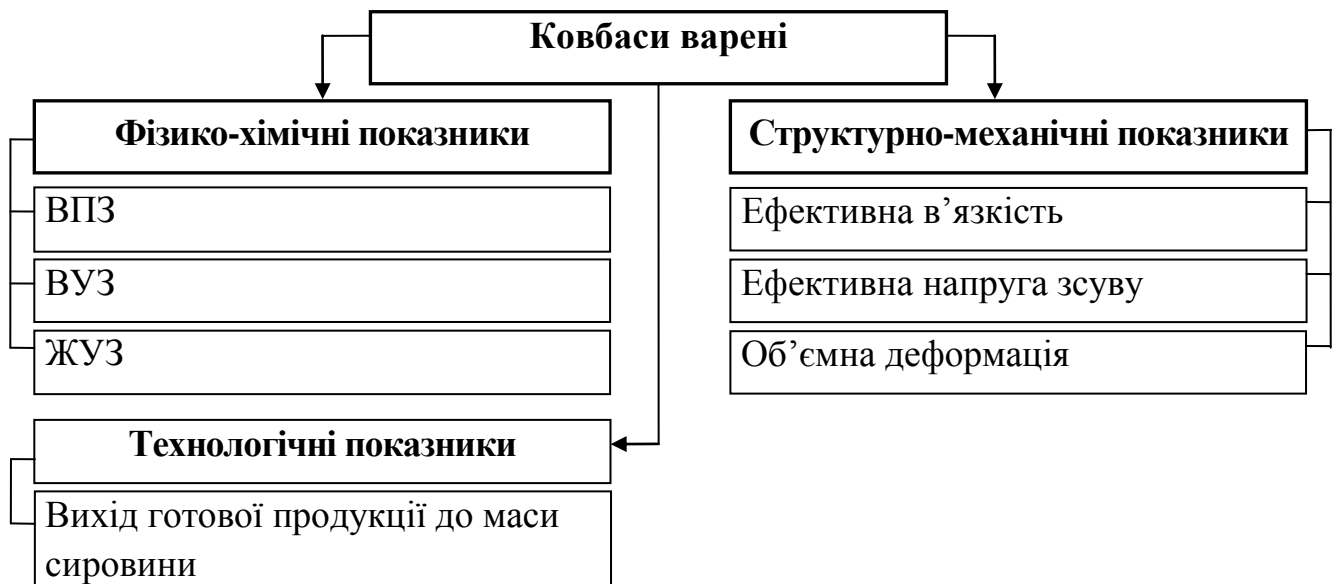 Ковбаси варені
Фізико-хімічні показники
ВПЗ
ВУЗ
ЖУЗ
Структурно-механічні показники
Ефективна в’язкість
Ефективна напруга зсуву
Об’ємна деформація
Технологічні показники
Вихід готової продукції до маси
сировини